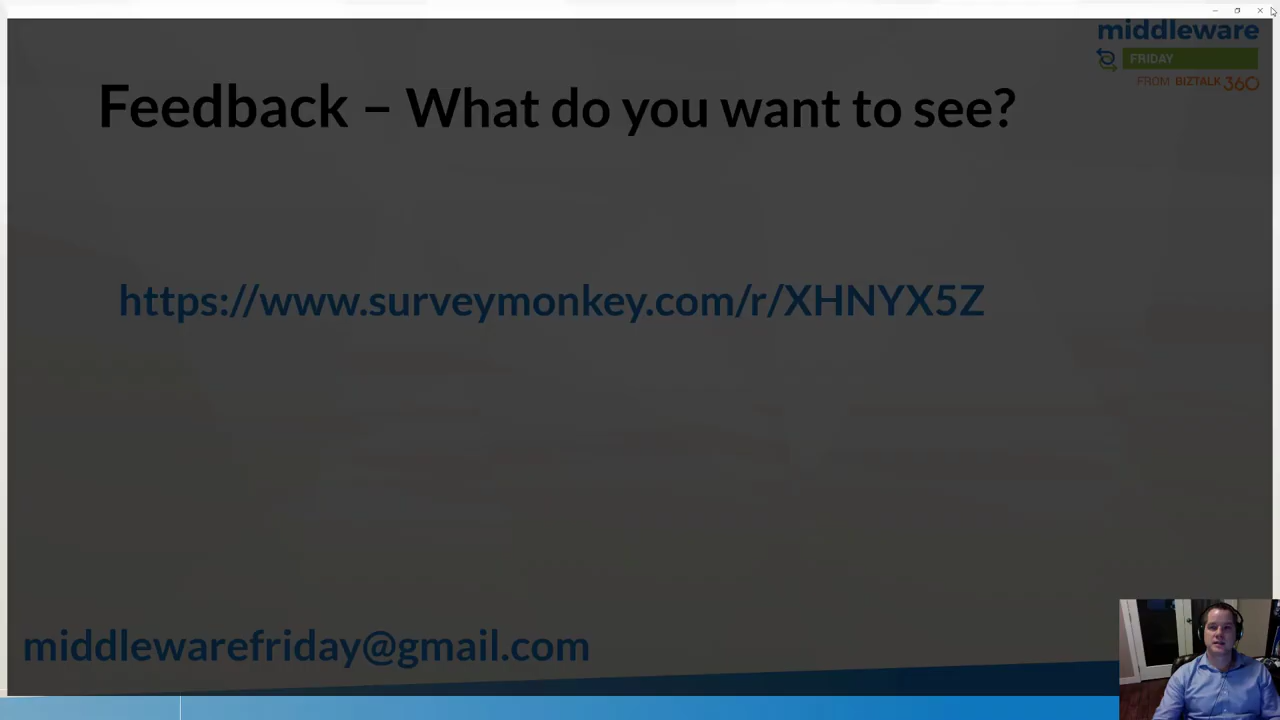 middleware
FRIDAY
FROM BIZTALK 360
Feedback – What do you want to see?
https://www.surveymonkey.com/r/XHNYX5Z
middlewarefriday@gmail.com